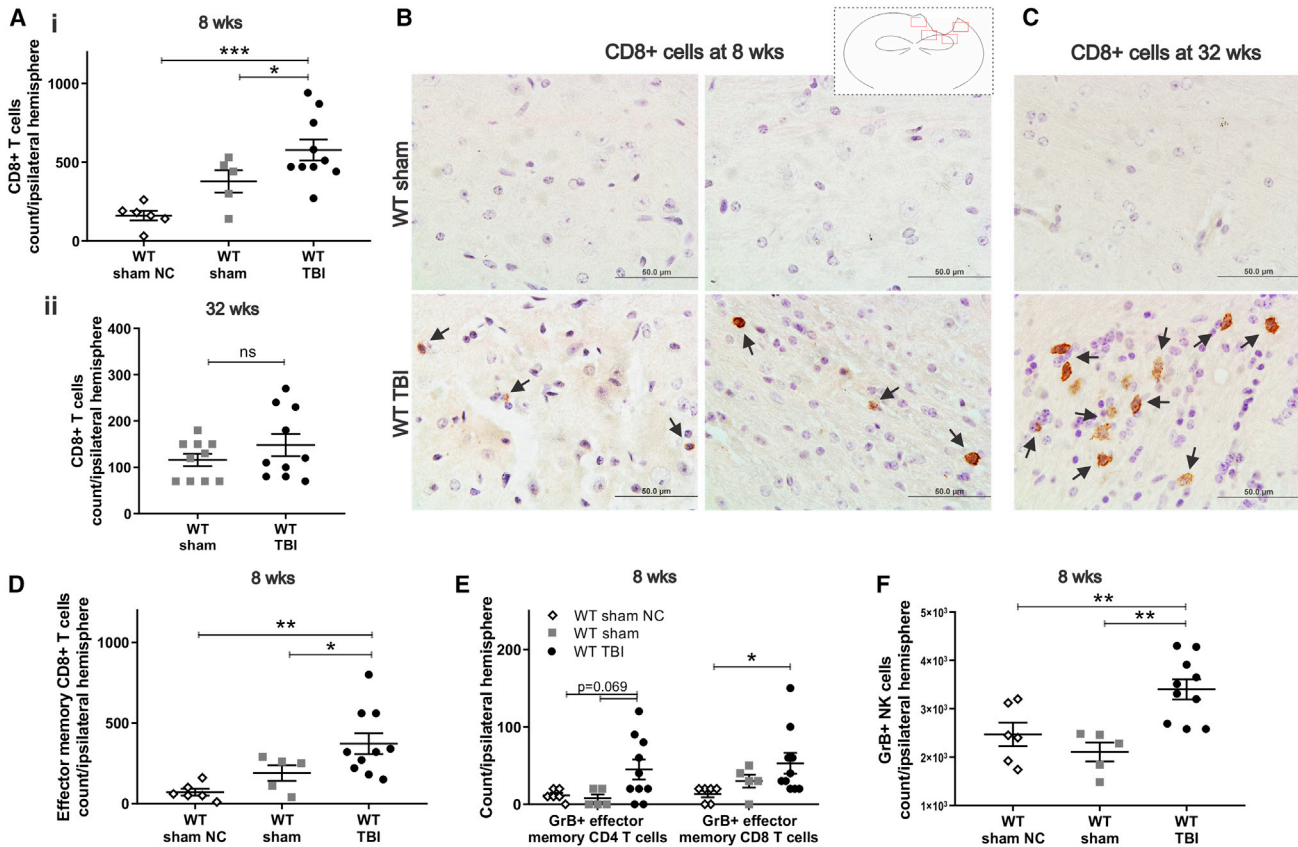 A
i
8 wks
***
*
1000
500
0
CD8+ T cells
count/ipsilateral hemisphere
WT
sham NC
WT
sham
WT
TBI
ii
32 wks
ns
400
300
200
100
0
CD8+ T cells
count/ipsilateral hemisphere
WT
sham
WT
TBI
B
CD8+ cells at 8 wks
WT sham
50.0 µm
50.0 µm
WT TBI
50.0 µm
50.0 µm
C
CD8+ cells at 32 wks
50.0 µm
50.0 µm
D
8 wks
**
*
1000
500
0
Effector memory CD8+ T cells
count/ipsilateral hemisphere
WT
sham NC
WT
sham
WT
TBI
E
8 wks
WT sham NC
WT sham
WT TBI
p=0.069
*
200
100
0
Count/ipsilateral hemisphere
GrB+ effector
memory CD4 T cells
GrB+ effector
memory CD8 T cells
F
8 wks
**
**
5×10³
4×10³
3×10³
2×10³
1×10³
GrB+ NK cells
count/ipsilateral hemisphere
WT
sham NC
WT
sham
WT
TBI